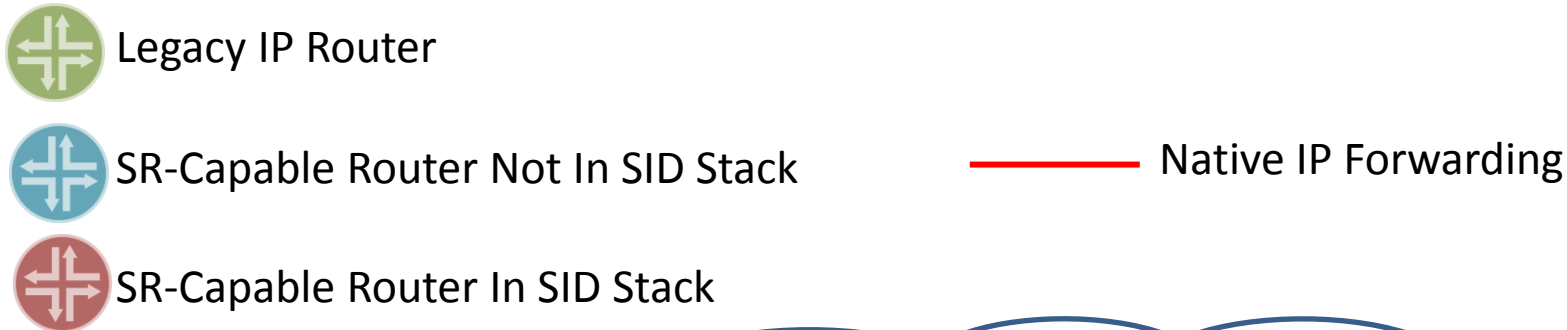 Legacy IP Router
SR-Capable Router Not In SID Stack
Native IP Forwarding
SR-Capable Router In SID Stack